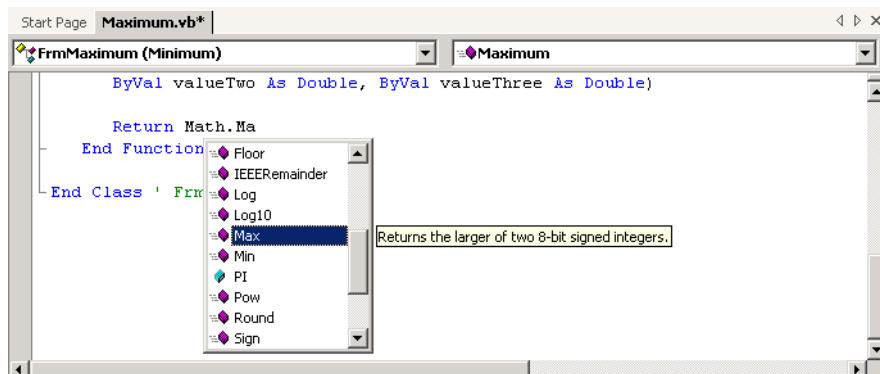 Start Page Maximum.vb*
FrmMaximum (Minimum) Maximum
ByVal valueTwo As Double, ByVal valueThree As Double)
Return Math.Ma
End Function
End Class ' Frm
Floor
IEEERemainder
Log
Log10
Max
Returns the larger of two 8-bit signed integers.
Min
PI
Pow
Round
Sign